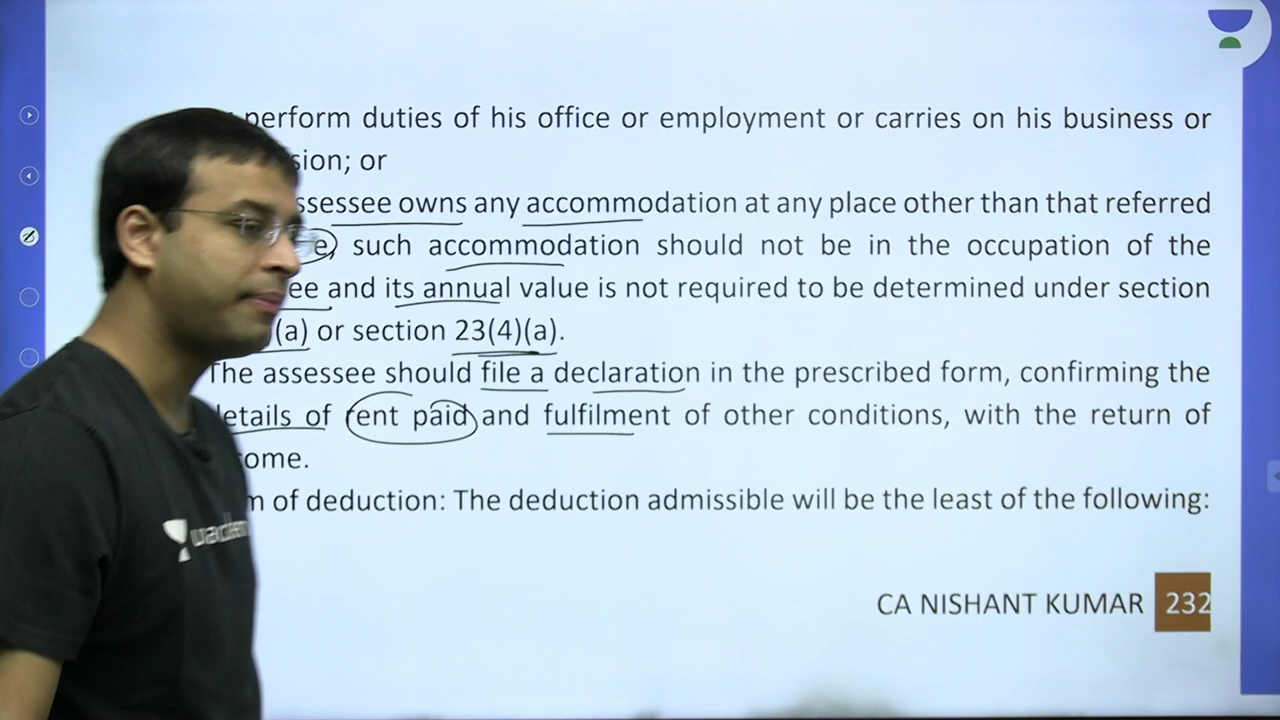 perform duties of his office or employment or carries on his business or
sion; or
ssessee owns any accommodation at any place other than that referred
e, such accommodation should not be in the occupation of the
ee and its annual value is not required to be determined under section
(a) or section 23(4)(a).
The assessee should file a declaration in the prescribed form, confirming the
details of rent paid and fulfilment of other conditions, with the return of
come.
m of deduction: The deduction admissible will be the least of the following:
CA NISHANT KUMAR 232